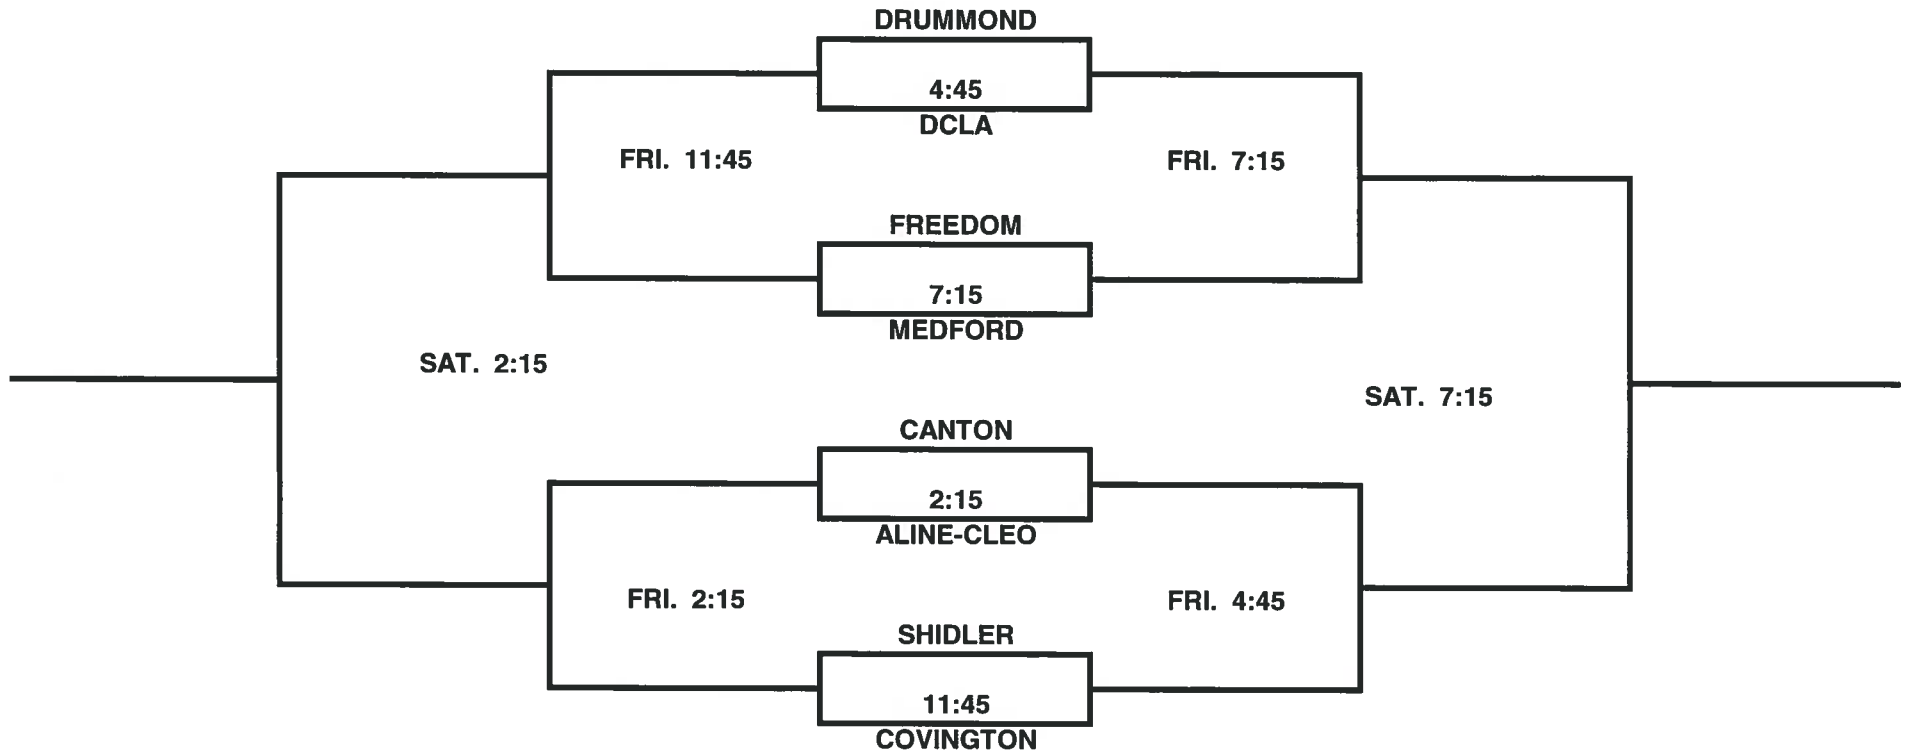 DRUMMOND
4:45
DCLA
FRI. 11:45
FRI. 7:15
FREEDOM
7:15
MEDFORD
SAT. 2:15
SAT. 7:15
CANTON
2:15
ALINE-CLEO
FRI. 2:15
FRI. 4:45
SHIDLER
11:45
COVINGTON